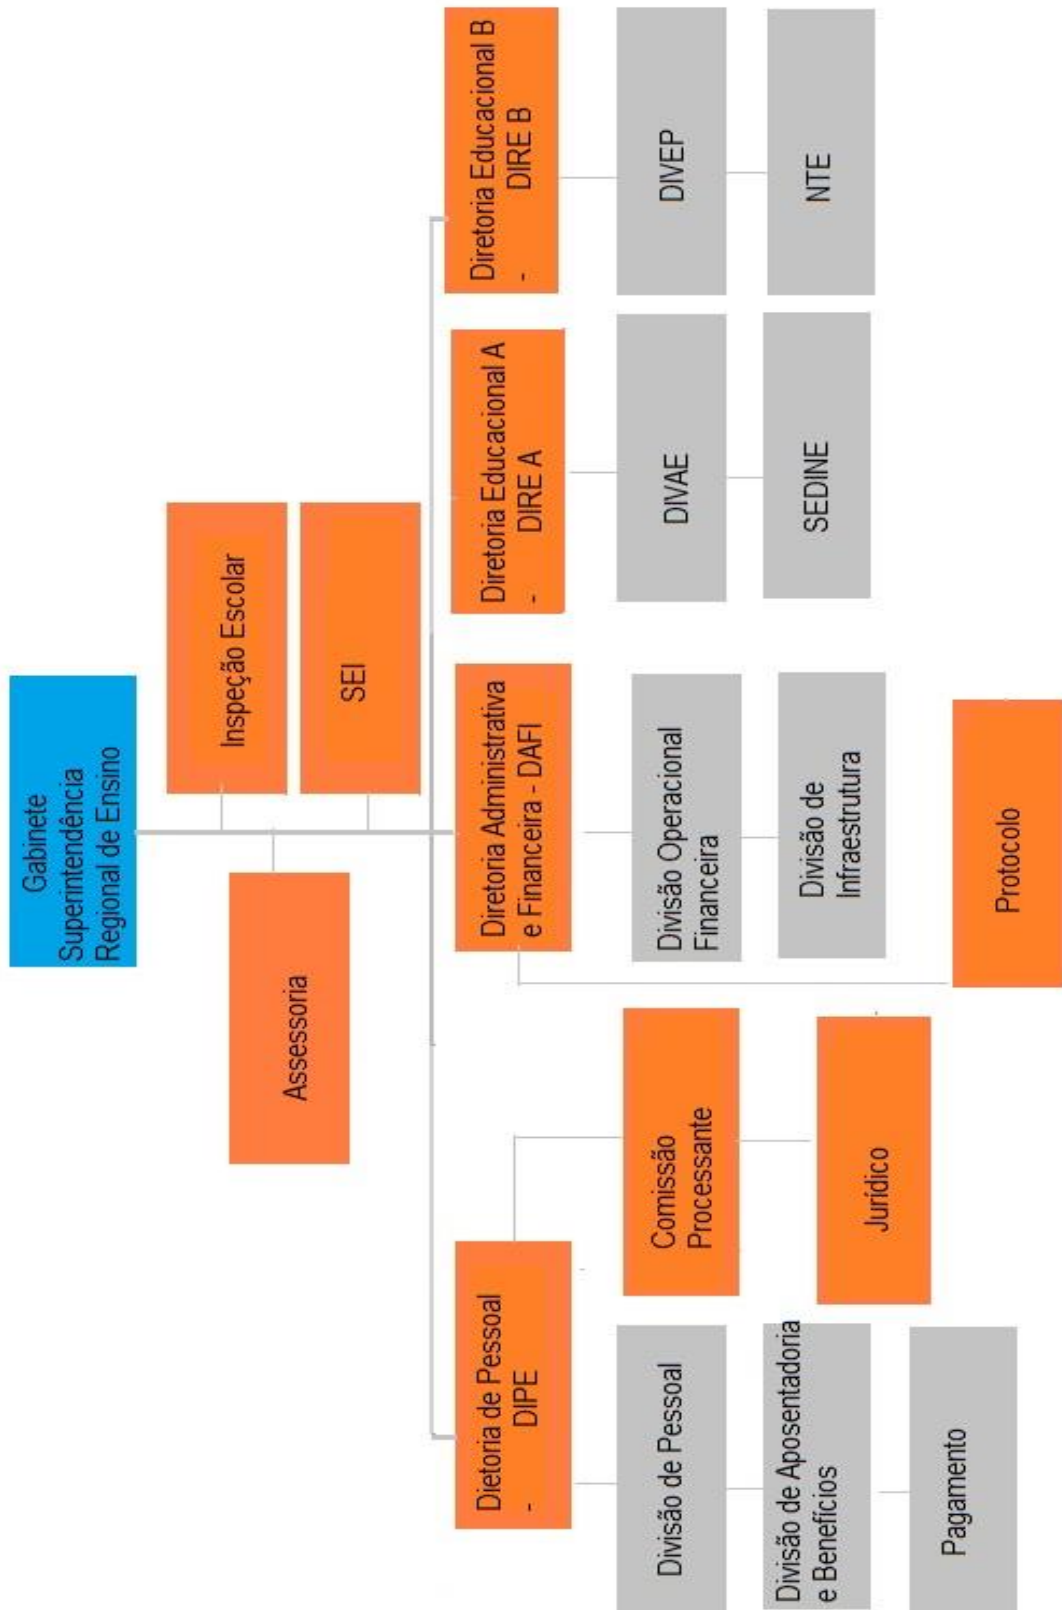 Gabinete
Superintendência
Regional de Ensino
Inspeção Escolar
Assessoria
SEI
Dietoria de Pessoal
- DIPE
Diretoria Administrativa
e Financeira - DAFI
Diretoria Educacional A
- DIRE A
Diretoria Educacional B
- DIRE B
Divisão de Pessoal
Comissão
Processante
Divisão Operacional
Financeira
DIVAE
DIVEP
Divisão de Aposentadoria
e Benefícios
Jurídico
Divisão de
Infraestrutura
SEDINE
NTE
Pagamento
Protocolo